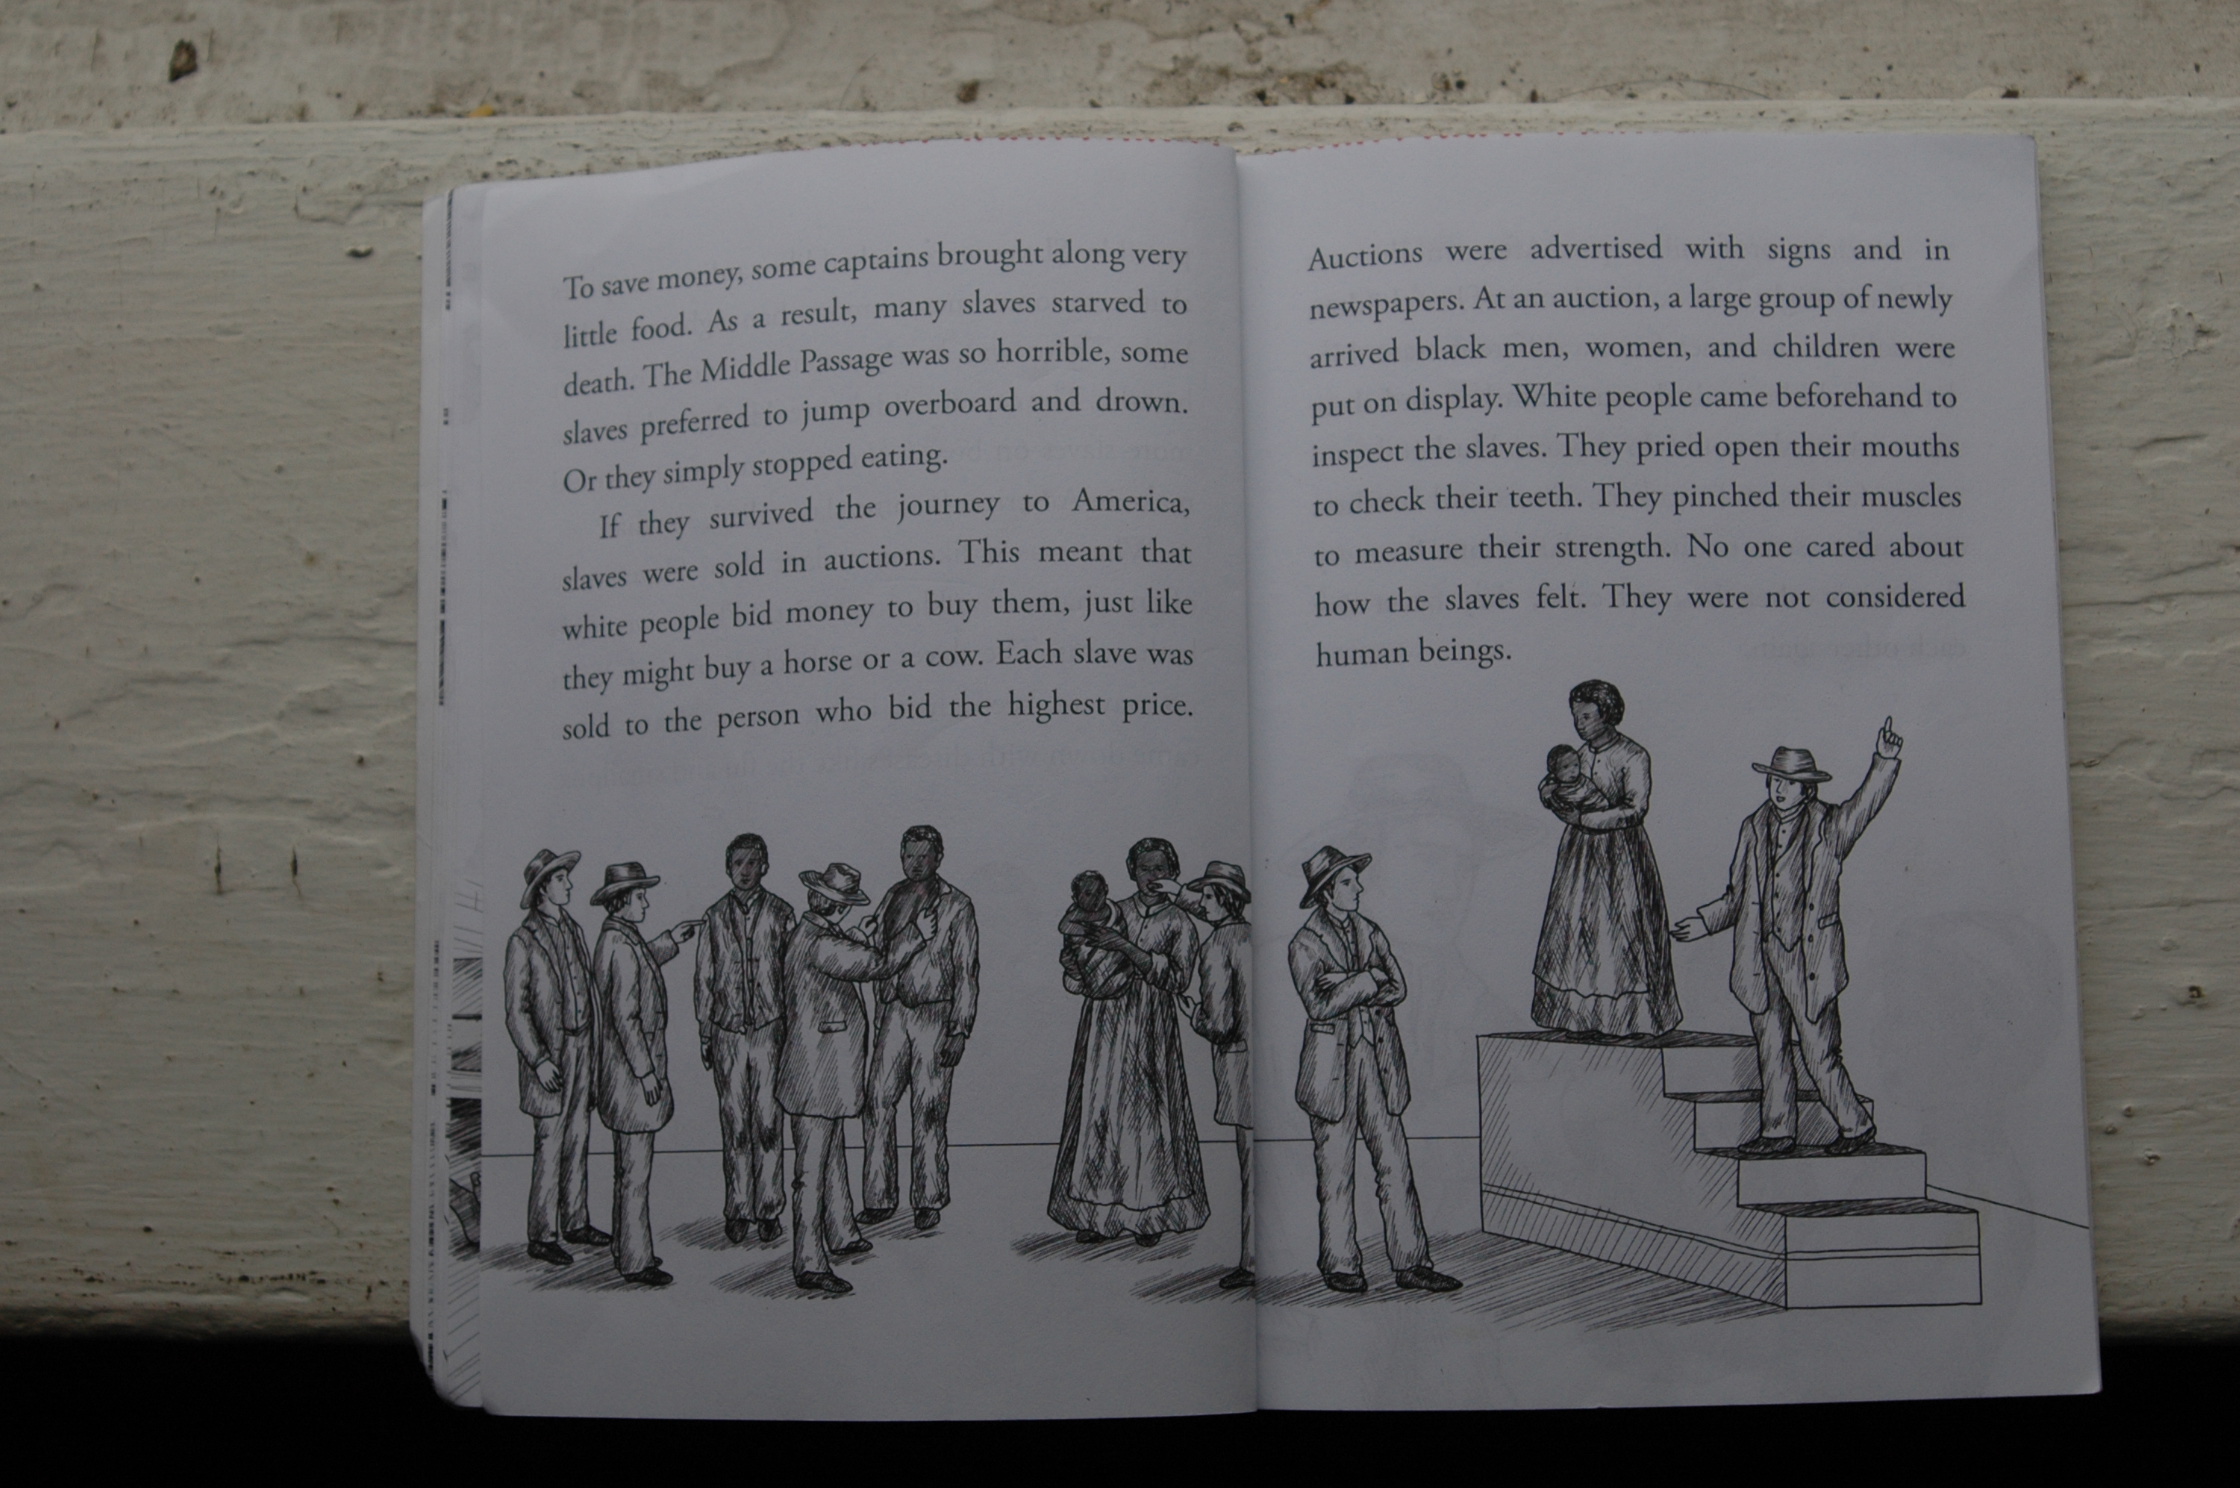 To save money, some captains brought along very
little food. As a result, many slaves starved to
death. The Middle Passage was so horrible, some
slaves preferred to jump overboard and drown.
Or they simply stopped eating.
If they survived the journey to America,
slaves were sold in auctions. This meant that
white people bid money to buy them, just like
they might buy a horse or a cow. Each slave was
sold to the person who bid the highest price.
Auctions were advertised with signs and in
newspapers. At an auction, a large group of newly
arrived black men, women, and children were
put on display. White people came beforehand to
inspect the slaves. They pried open their mouths
to check their teeth. They pinched their muscles
to measure their strength. No one cared about
how the slaves felt. They were not considered
human beings.